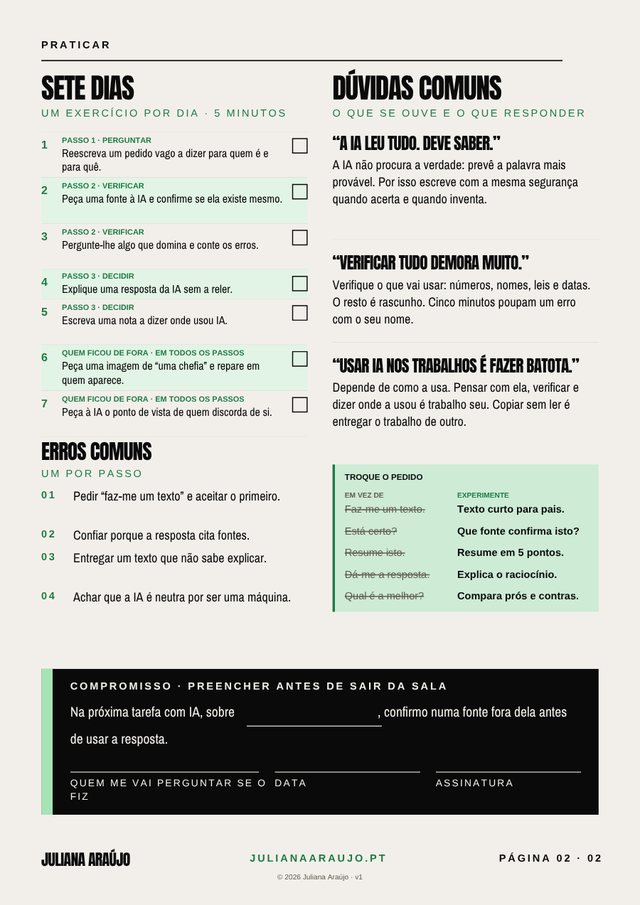 PRATICAR
SETE DIAS
UM EXERCÍCIO POR DIA · 5 MINUTOS
1
PASSO 1 · PERGUNTAR
Reescreva um pedido vago a dizer para quem é e
para quê.
2
PASSO 2 · VERIFICAR
Peça uma fonte à IA e confirme se ela existe mesmo.
3
PASSO 2 · VERIFICAR
Pergunte-lhe algo que domina e conte os erros.
4
PASSO 3 · DECIDIR
Explique uma resposta da IA sem a reler.
5
PASSO 3 · DECIDIR
Escreva uma nota a dizer onde usou IA.
6
QUEM FICOU DE FORA · EM TODOS OS PASSOS
Peça uma imagem de “uma chefia” e repare em
quem aparece.
7
QUEM FICOU DE FORA · EM TODOS OS PASSOS
Peça à IA o ponto de vista de quem discorda de si.
ERROS COMUNS
UM POR PASSO
01 Pedir “faz-me um texto” e aceitar o primeiro.
02 Confiar porque a resposta cita fontes.
03 Entregar um texto que não sabe explicar.
04 Achar que a IA é neutra por ser uma máquina.
DÚVIDAS COMUNS
O QUE SE OUVE E O QUE RESPONDER
“A IA LEU TUDO. DEVE SABER.”
A IA não procura a verdade: prevê a palavra mais
provável. Por isso escreve com a mesma segurança
quando acerta e quando inventa.
“VERIFICAR TUDO DEMORA MUITO.”
Verifique o que vai usar: números, nomes, leis e datas.
O resto é rascunho. Cinco minutos poupam um erro
com o seu nome.
“USAR IA NOS TRABALHOS É FAZER BATOTA.”
Depende de como a usa. Pensar com ela, verificar e
dizer onde a usou é trabalho seu. Copiar sem ler é
entregar o trabalho de outro.
TROQUE O PEDIDO
EM VEZ DE EXPERIMENTE
Faz-me um texto. Texto curto para pais.
Está certo? Que fonte confirma isto?
Resume isto. Resume em 5 pontos.
Dá-me a resposta. Explica o raciocínio.
Qual é a melhor? Compara prós e contras.
COMPROMISSO · PREENCHER ANTES DE SAIR DA SALA
Na próxima tarefa com IA, sobre , confirmo numa fonte fora dela antes
de usar a resposta.
QUEM ME VAI PERGUNTAR SE O DATA ASSINATURA
FIZ
JULIANA ARAÚJO JULIANAARAUJO.PT PÁGINA 02 · 02
© 2026 Juliana Araújo · v1